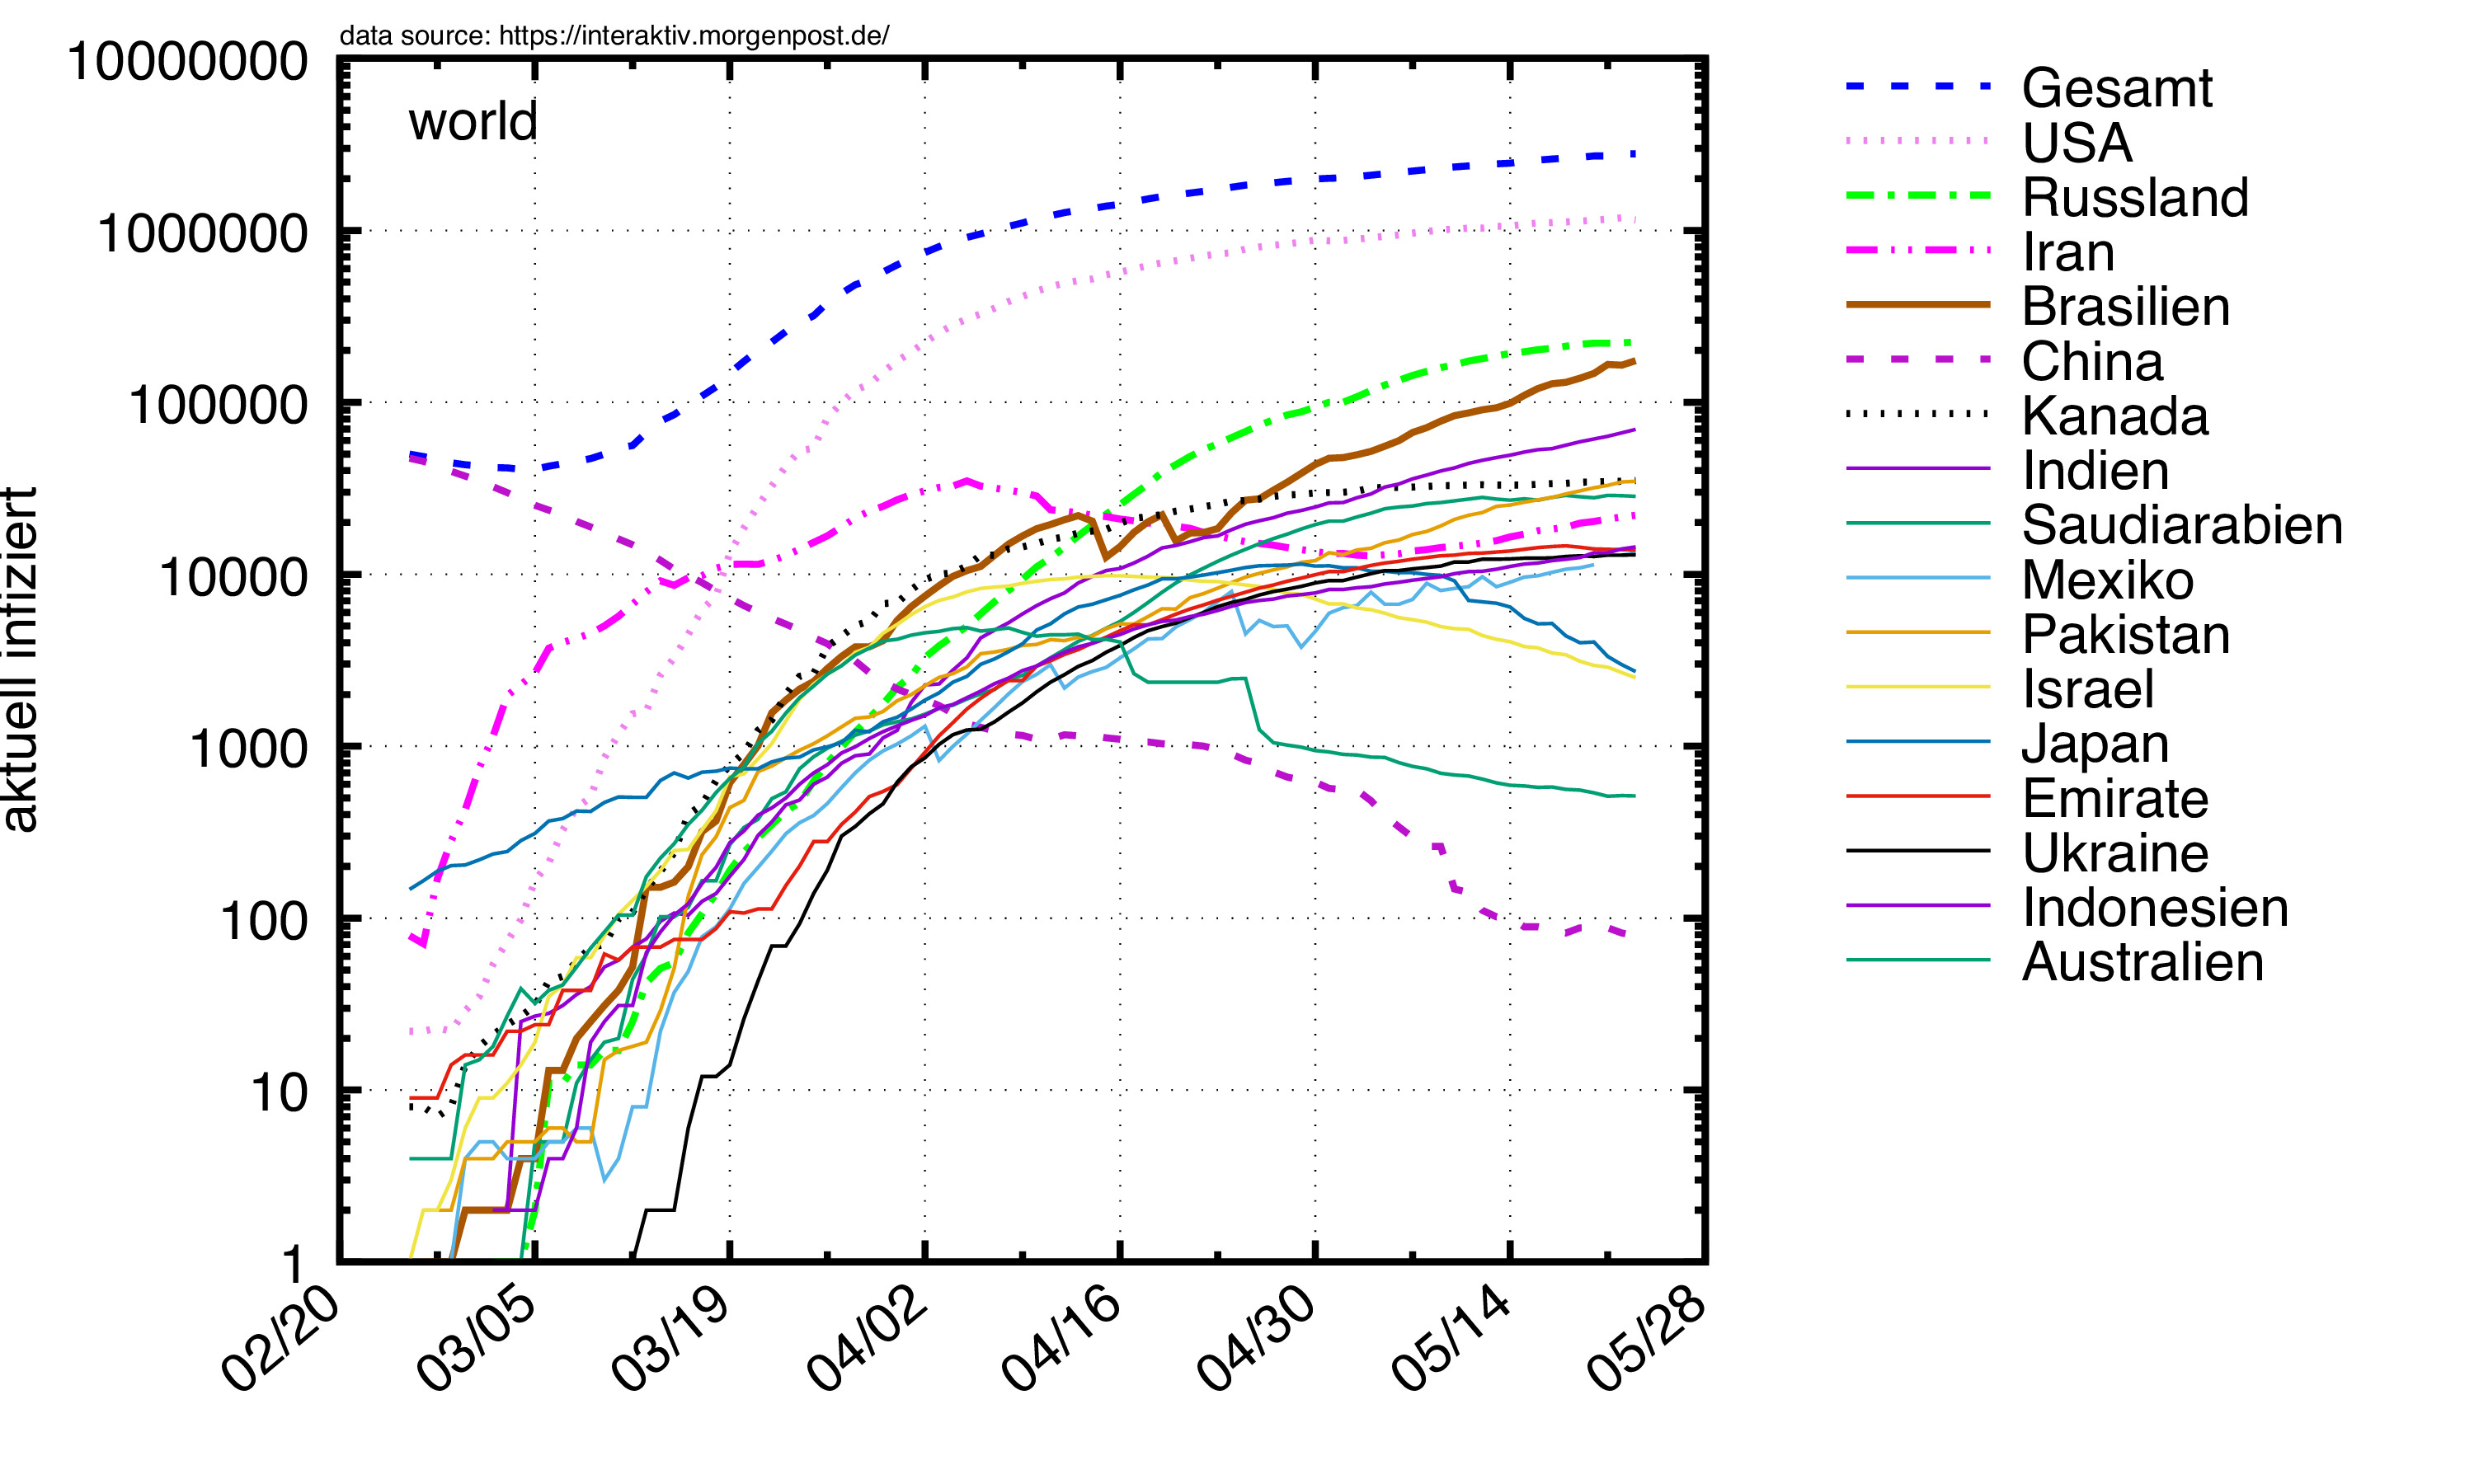 data source: https://interaktiv.morgenpost.de/
10000000
1000000
100000
10000
1000
100
10
1
aktuell infiziert
world
02/20
03/05
03/19
04/02
04/16
04/30
05/14
05/28
Gesamt
USA
Russland
Iran
Brasilien
China
Kanada
Indien
Saudiarabien
Mexiko
Pakistan
Israel
Japan
Emirate
Ukraine
Indonesien
Australien